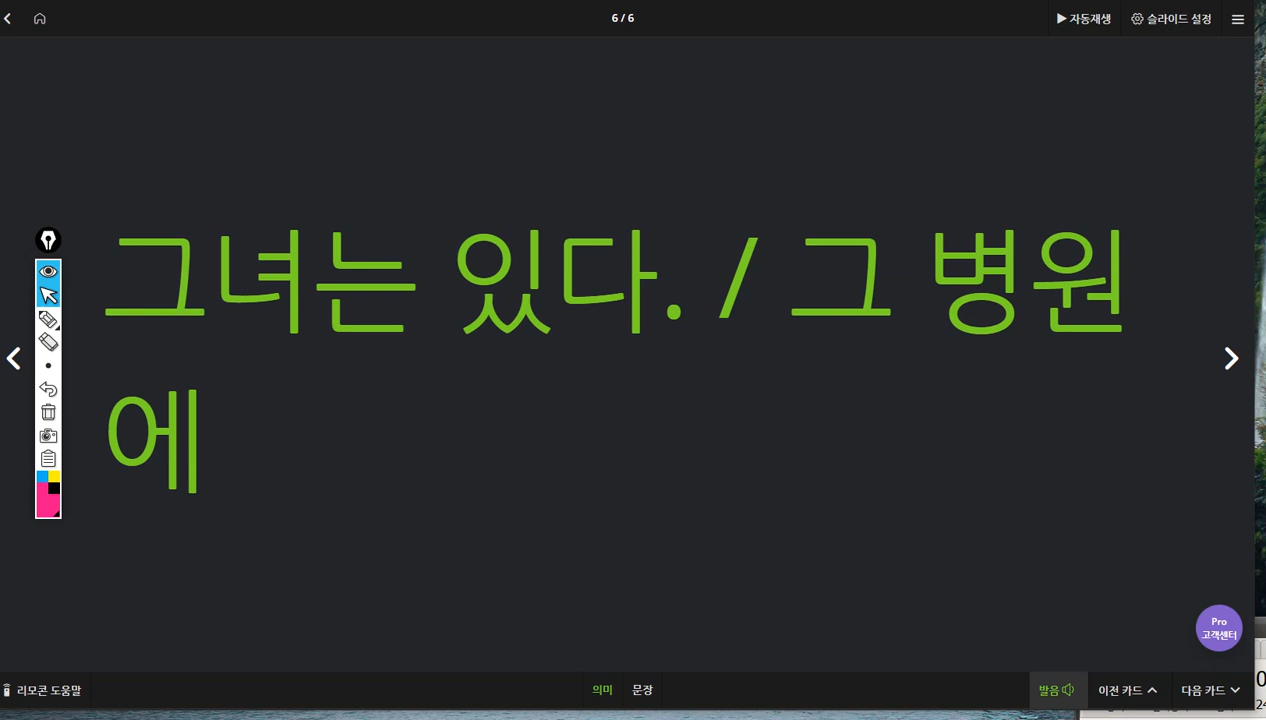 6 / 6
자동재생
슬라이드 설정
그녀는 있다. / 그 병원
에
Pro
고객센터
리모콘 도움말
의미
문장
발음
이전 카드
다음 카드